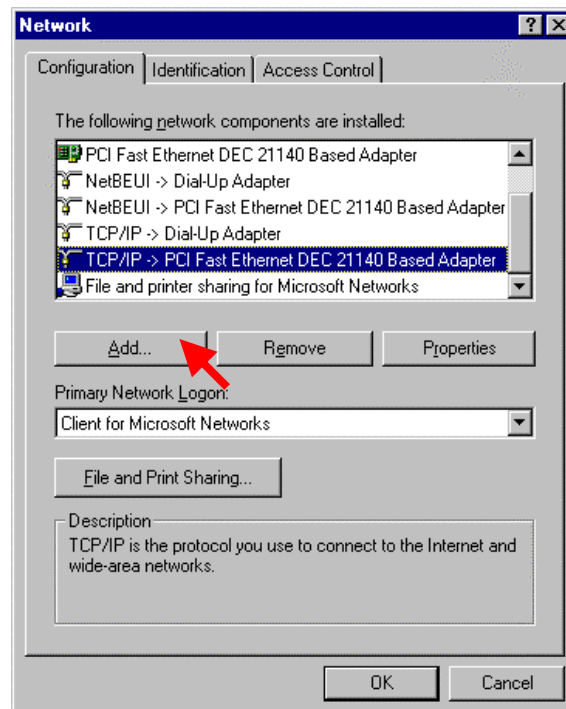 Network
Configuration Identification Access Control
The following network components are installed:
PCI Fast Ethernet DEC 21140 Based Adapter
NetBEUI -> Dial-Up Adapter
NetBEUI -> PCI Fast Ethernet DEC 21140 Based Adapter
TCP/IP -> Dial-Up Adapter
TCP/IP -> PCI Fast Ethernet DEC 21140 Based Adapter
File and printer sharing for Microsoft Networks
Add... Remove Properties
Primary Network Logon:
Client for Microsoft Networks
File and Print Sharing...
Description
TCP/IP is the protocol you use to connect to the Internet and
wide-area networks.
OK Cancel